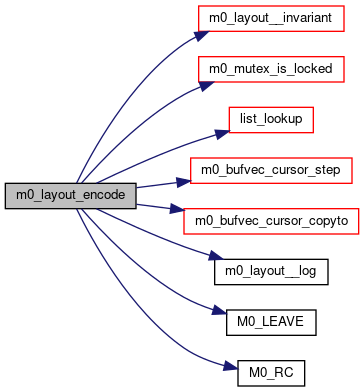 m0_layout__invariant
m0_mutex_is_locked
list_lookup
m0_bufvec_cursor_step
m0_layout_encode
m0_bufvec_cursor_copyto
m0_layout__log
M0_LEAVE
M0_RC